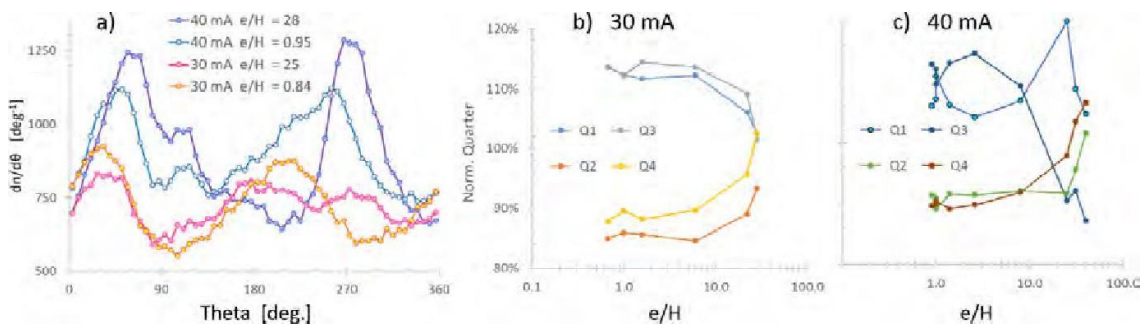 a)
40 mA e/H = 28
40 mA e/H = 0.95
30 mA e/H = 25
30 mA e/H = 0.84
dn/dθ [deg⁻¹]
1250
1000
750
500
0 90 180 270 360
Theta [deg.]
b) 30 mA
Norm. Quarter
120%
110%
100%
90%
80%
Q1 Q3
Q2 Q4
0.1 1.0 10.0 100.0
e/H
c) 40 mA
Q1 Q3
Q2 Q4
1.0 10.0 100.0
e/H